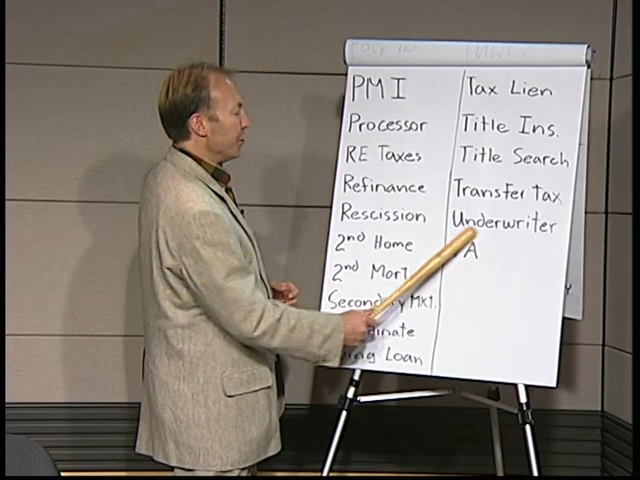 PMI
Processor
RE Taxes
Refinance
Rescission
2nd Home
2nd Mort
Secondary Mkt.
dinate
Loan
Tax Lien
Title Ins.
Title Search
Transfer Tax
Underwriter
A